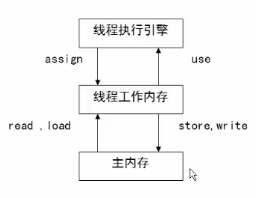 线程执行引擎
assign
use
线程工作内存
read ,load
store,write
主内存